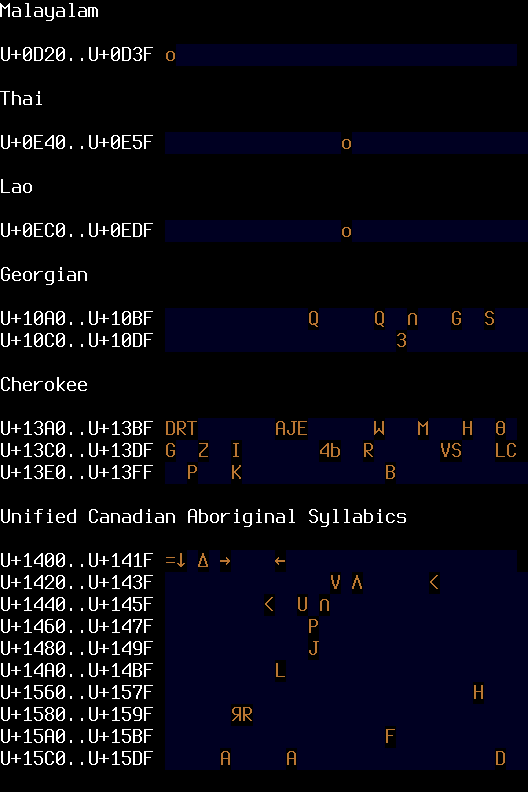 Malayalam
U+0D20..U+0D3F o
Thai
U+0E40..U+0E5F o
Lao
U+0EC0..U+0EDF o
Georgian
U+10A0..U+10BF Q Q ∩ G S
U+10C0..U+10DF 3
Cherokee
U+13A0..U+13BF DRT AJE W M H θ
U+13C0..U+13DF G Z I 4b R VS LC
U+13E0..U+13FF P K B
Unified Canadian Aboriginal Syllabics
U+1400..U+141F =↓ Δ → ←
U+1420..U+143F V Λ <
U+1440..U+145F < U ∩
U+1460..U+147F P
U+1480..U+149F J
U+14A0..U+14BF L
U+1560..U+157F H
U+1580..U+159F ЯR
U+15A0..U+15BF F
U+15C0..U+15DF A A D